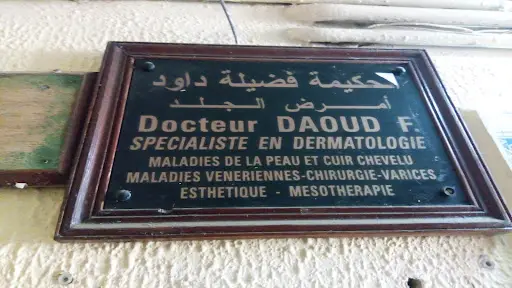 الحكيمة فضيلة داود
أمرض الجلد
Docteur DAOUD F.
SPECIALISTE EN DERMATOLOGIE
MALADIES DE LA PEAU ET CUIR CHEVELU
MALADIES VENERIENNES-CHIRURGIE-VARICES
ESTHETIQUE - MESOTHERAPIE